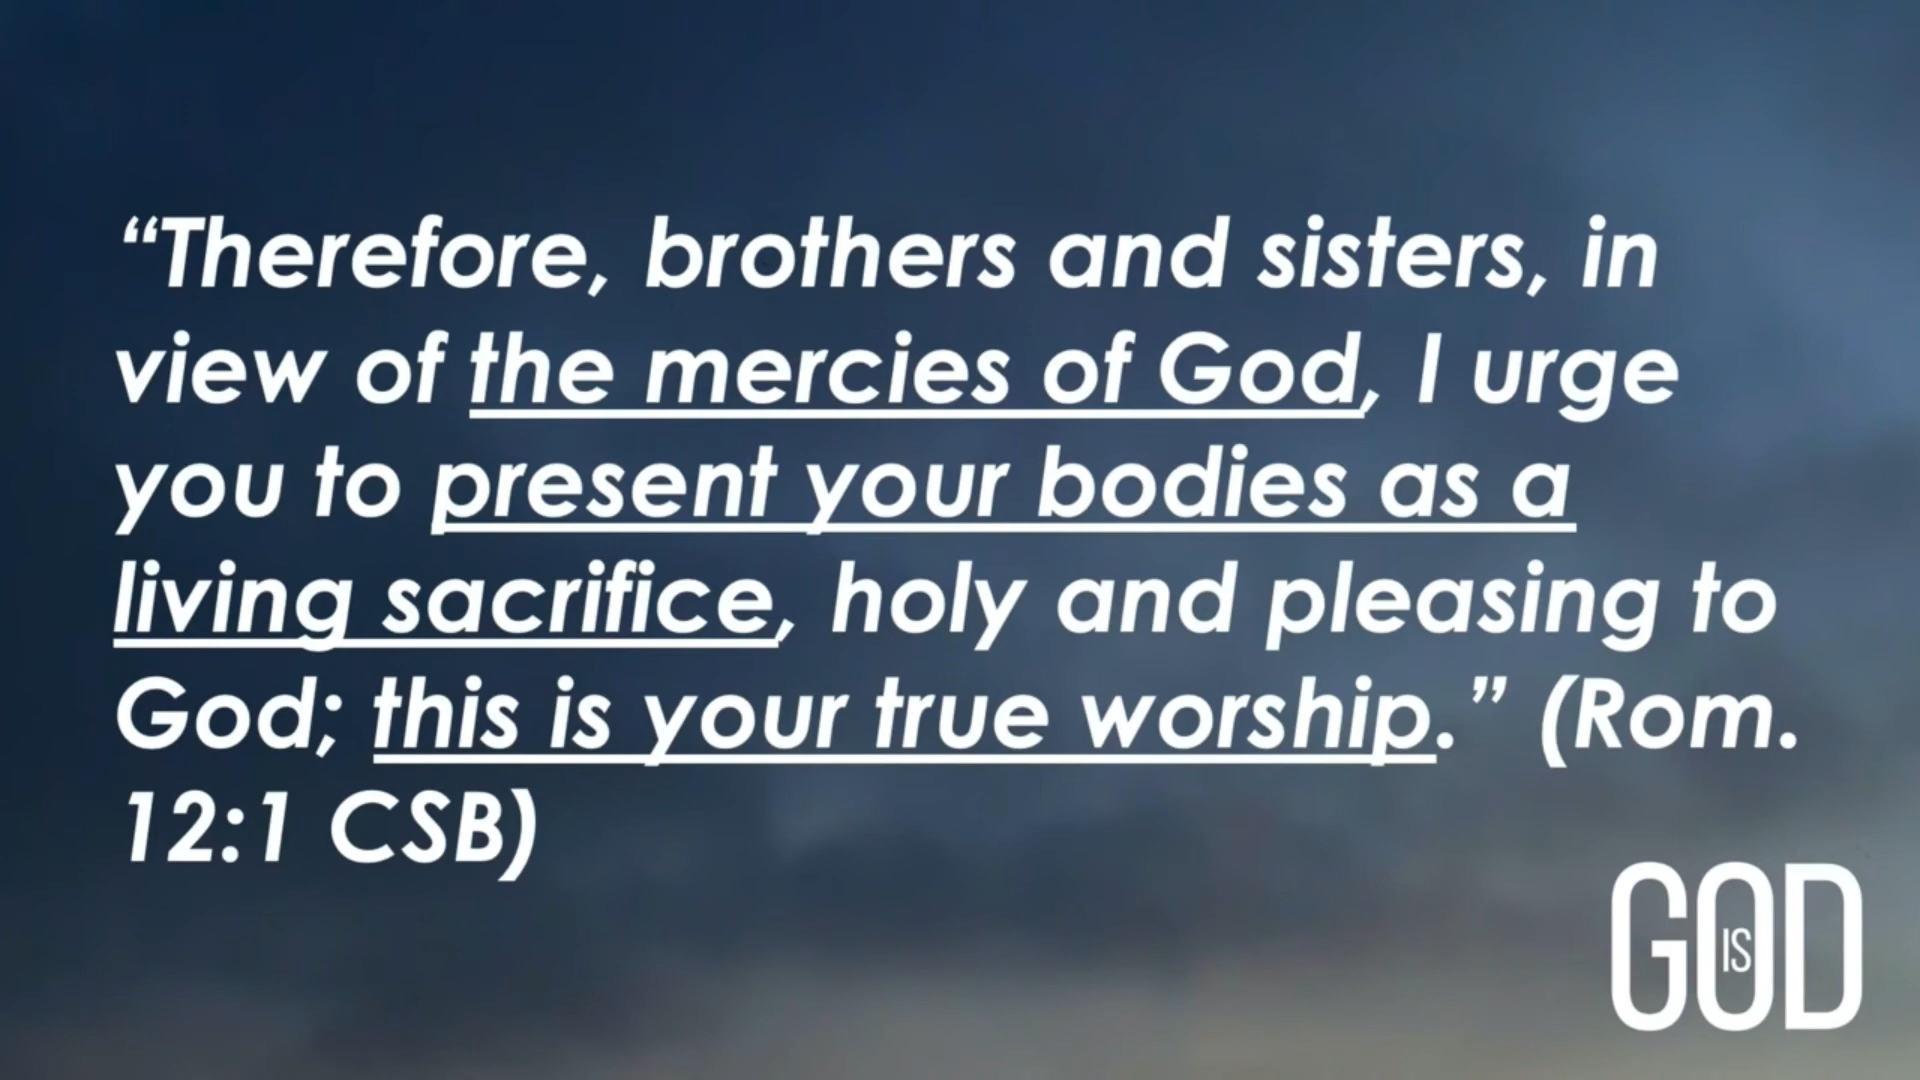 “Therefore, brothers and sisters, in
view of the mercies of God, I urge
you to present your bodies as a
living sacrifice, holy and pleasing to
God; this is your true worship.” (Rom.
12:1 CSB)
GOD
IS